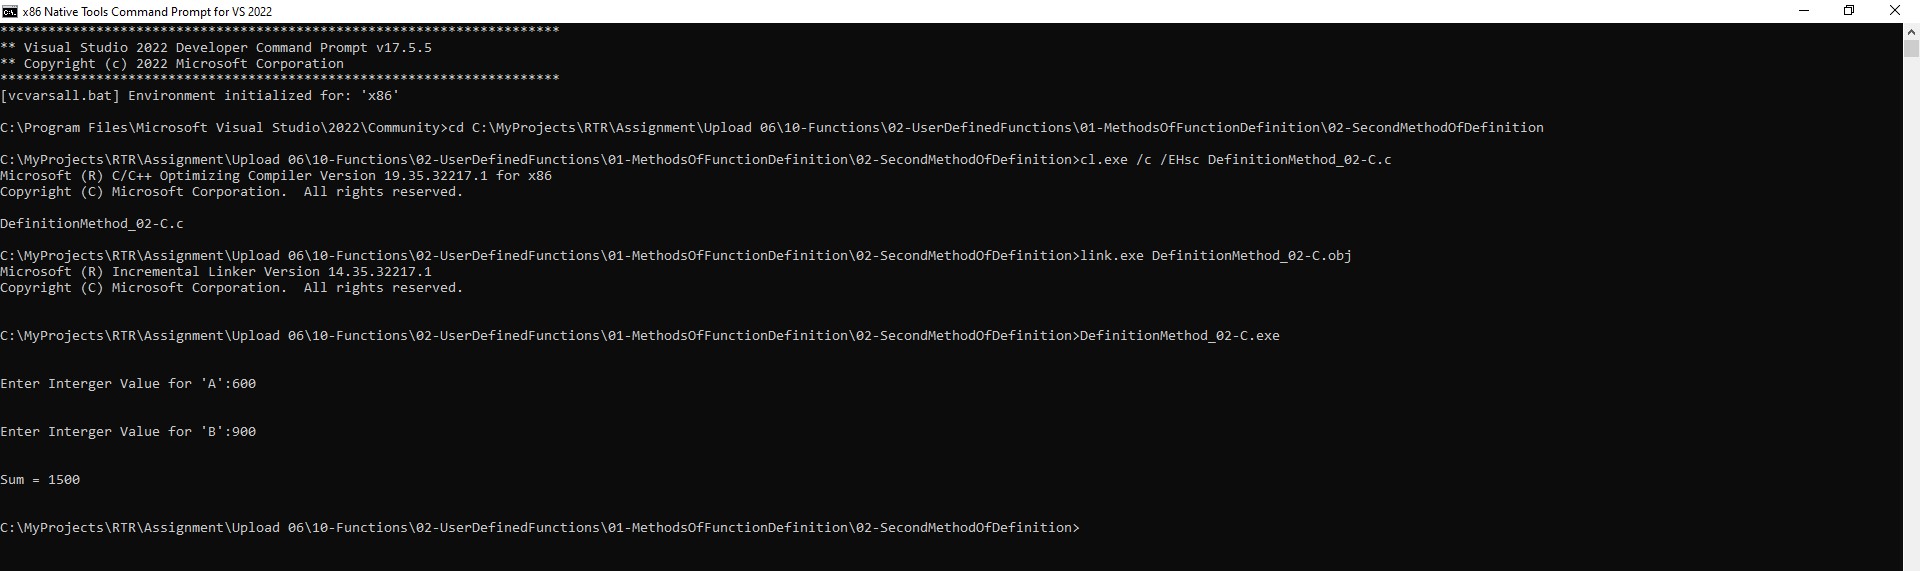 x86 Native Tools Command Prompt for VS 2022
**********************************************************************
** Visual Studio 2022 Developer Command Prompt v17.5.5
** Copyright (c) 2022 Microsoft Corporation
**********************************************************************
[vcvarsall.bat] Environment initialized for: 'x86'
C:\Program Files\Microsoft Visual Studio\2022\Community>cd C:\MyProjects\RTR\Assignment\Upload 06\10-Functions\02-UserDefinedFunctions\01-MethodsOfFunctionDefinition\02-SecondMethodOfDefinition
C:\MyProjects\RTR\Assignment\Upload 06\10-Functions\02-UserDefinedFunctions\01-MethodsOfFunctionDefinition\02-SecondMethodOfDefinition>cl.exe /c /EHsc DefinitionMethod_02-C.c
Microsoft (R) C/C++ Optimizing Compiler Version 19.35.32217.1 for x86
Copyright (C) Microsoft Corporation.  All rights reserved.
DefinitionMethod_02-C.c
C:\MyProjects\RTR\Assignment\Upload 06\10-Functions\02-UserDefinedFunctions\01-MethodsOfFunctionDefinition\02-SecondMethodOfDefinition>link.exe DefinitionMethod_02-C.obj
Microsoft (R) Incremental Linker Version 14.35.32217.1
Copyright (C) Microsoft Corporation.  All rights reserved.
C:\MyProjects\RTR\Assignment\Upload 06\10-Functions\02-UserDefinedFunctions\01-MethodsOfFunctionDefinition\02-SecondMethodOfDefinition>DefinitionMethod_02-C.exe
Enter Interger Value for 'A':600
Enter Interger Value for 'B':900
Sum = 1500
C:\MyProjects\RTR\Assignment\Upload 06\10-Functions\02-UserDefinedFunctions\01-MethodsOfFunctionDefinition\02-SecondMethodOfDefinition>